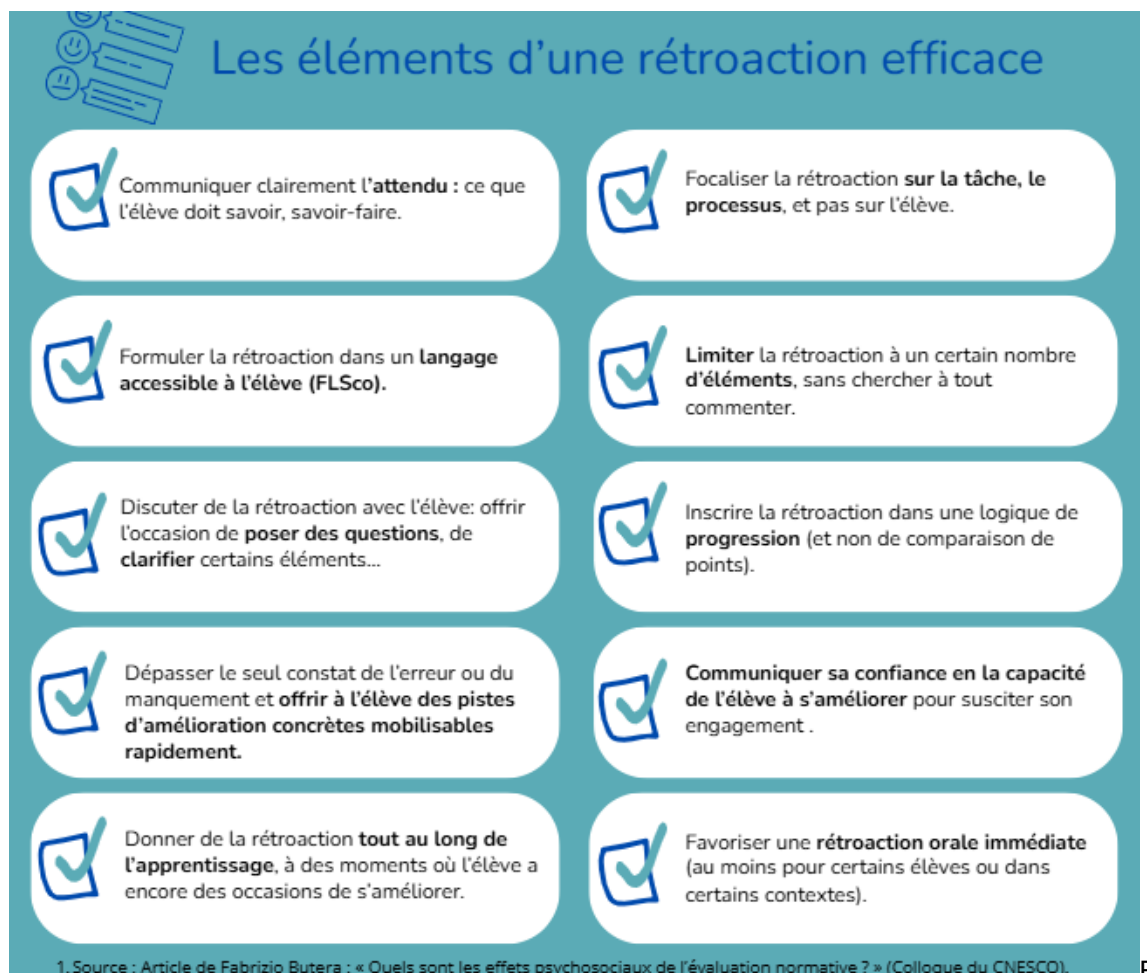 Les éléments d'une rétroaction efficace
Communiquer clairement l'attendu : ce que
l'élève doit savoir, savoir-faire.
Focaliser la rétroaction sur la tâche, le
processus, et pas sur l'élève.
Formuler la rétroaction dans un langage
accessible à l'élève (FLSco).
Limiter la rétroaction à un certain nombre
d'éléments, sans chercher à tout
commenter.
Discuter de la rétroaction avec l'élève: offrir
l'occasion de poser des questions, de
clarifier certains éléments...
Inscrire la rétroaction dans une logique de
progression (et non de comparaison de
points).
Dépasser le seul constat de l'erreur ou du
manquement et offrir à l'élève des pistes
d'amélioration concrètes mobilisables
rapidement.
Communiquer sa confiance en la capacité
de l'élève à s'améliorer pour susciter son
engagement .
Donner de la rétroaction tout au long de
l'apprentissage, à des moments où l'élève a
encore des occasions de s'améliorer.
Favoriser une rétroaction orale immédiate
(au moins pour certains élèves ou dans
certains contextes).
1. Source : Article de Fabrizio Butera : « Quels sont les effets psychosociaux de l'évaluation normative ? » (Colloque du CNESCO).